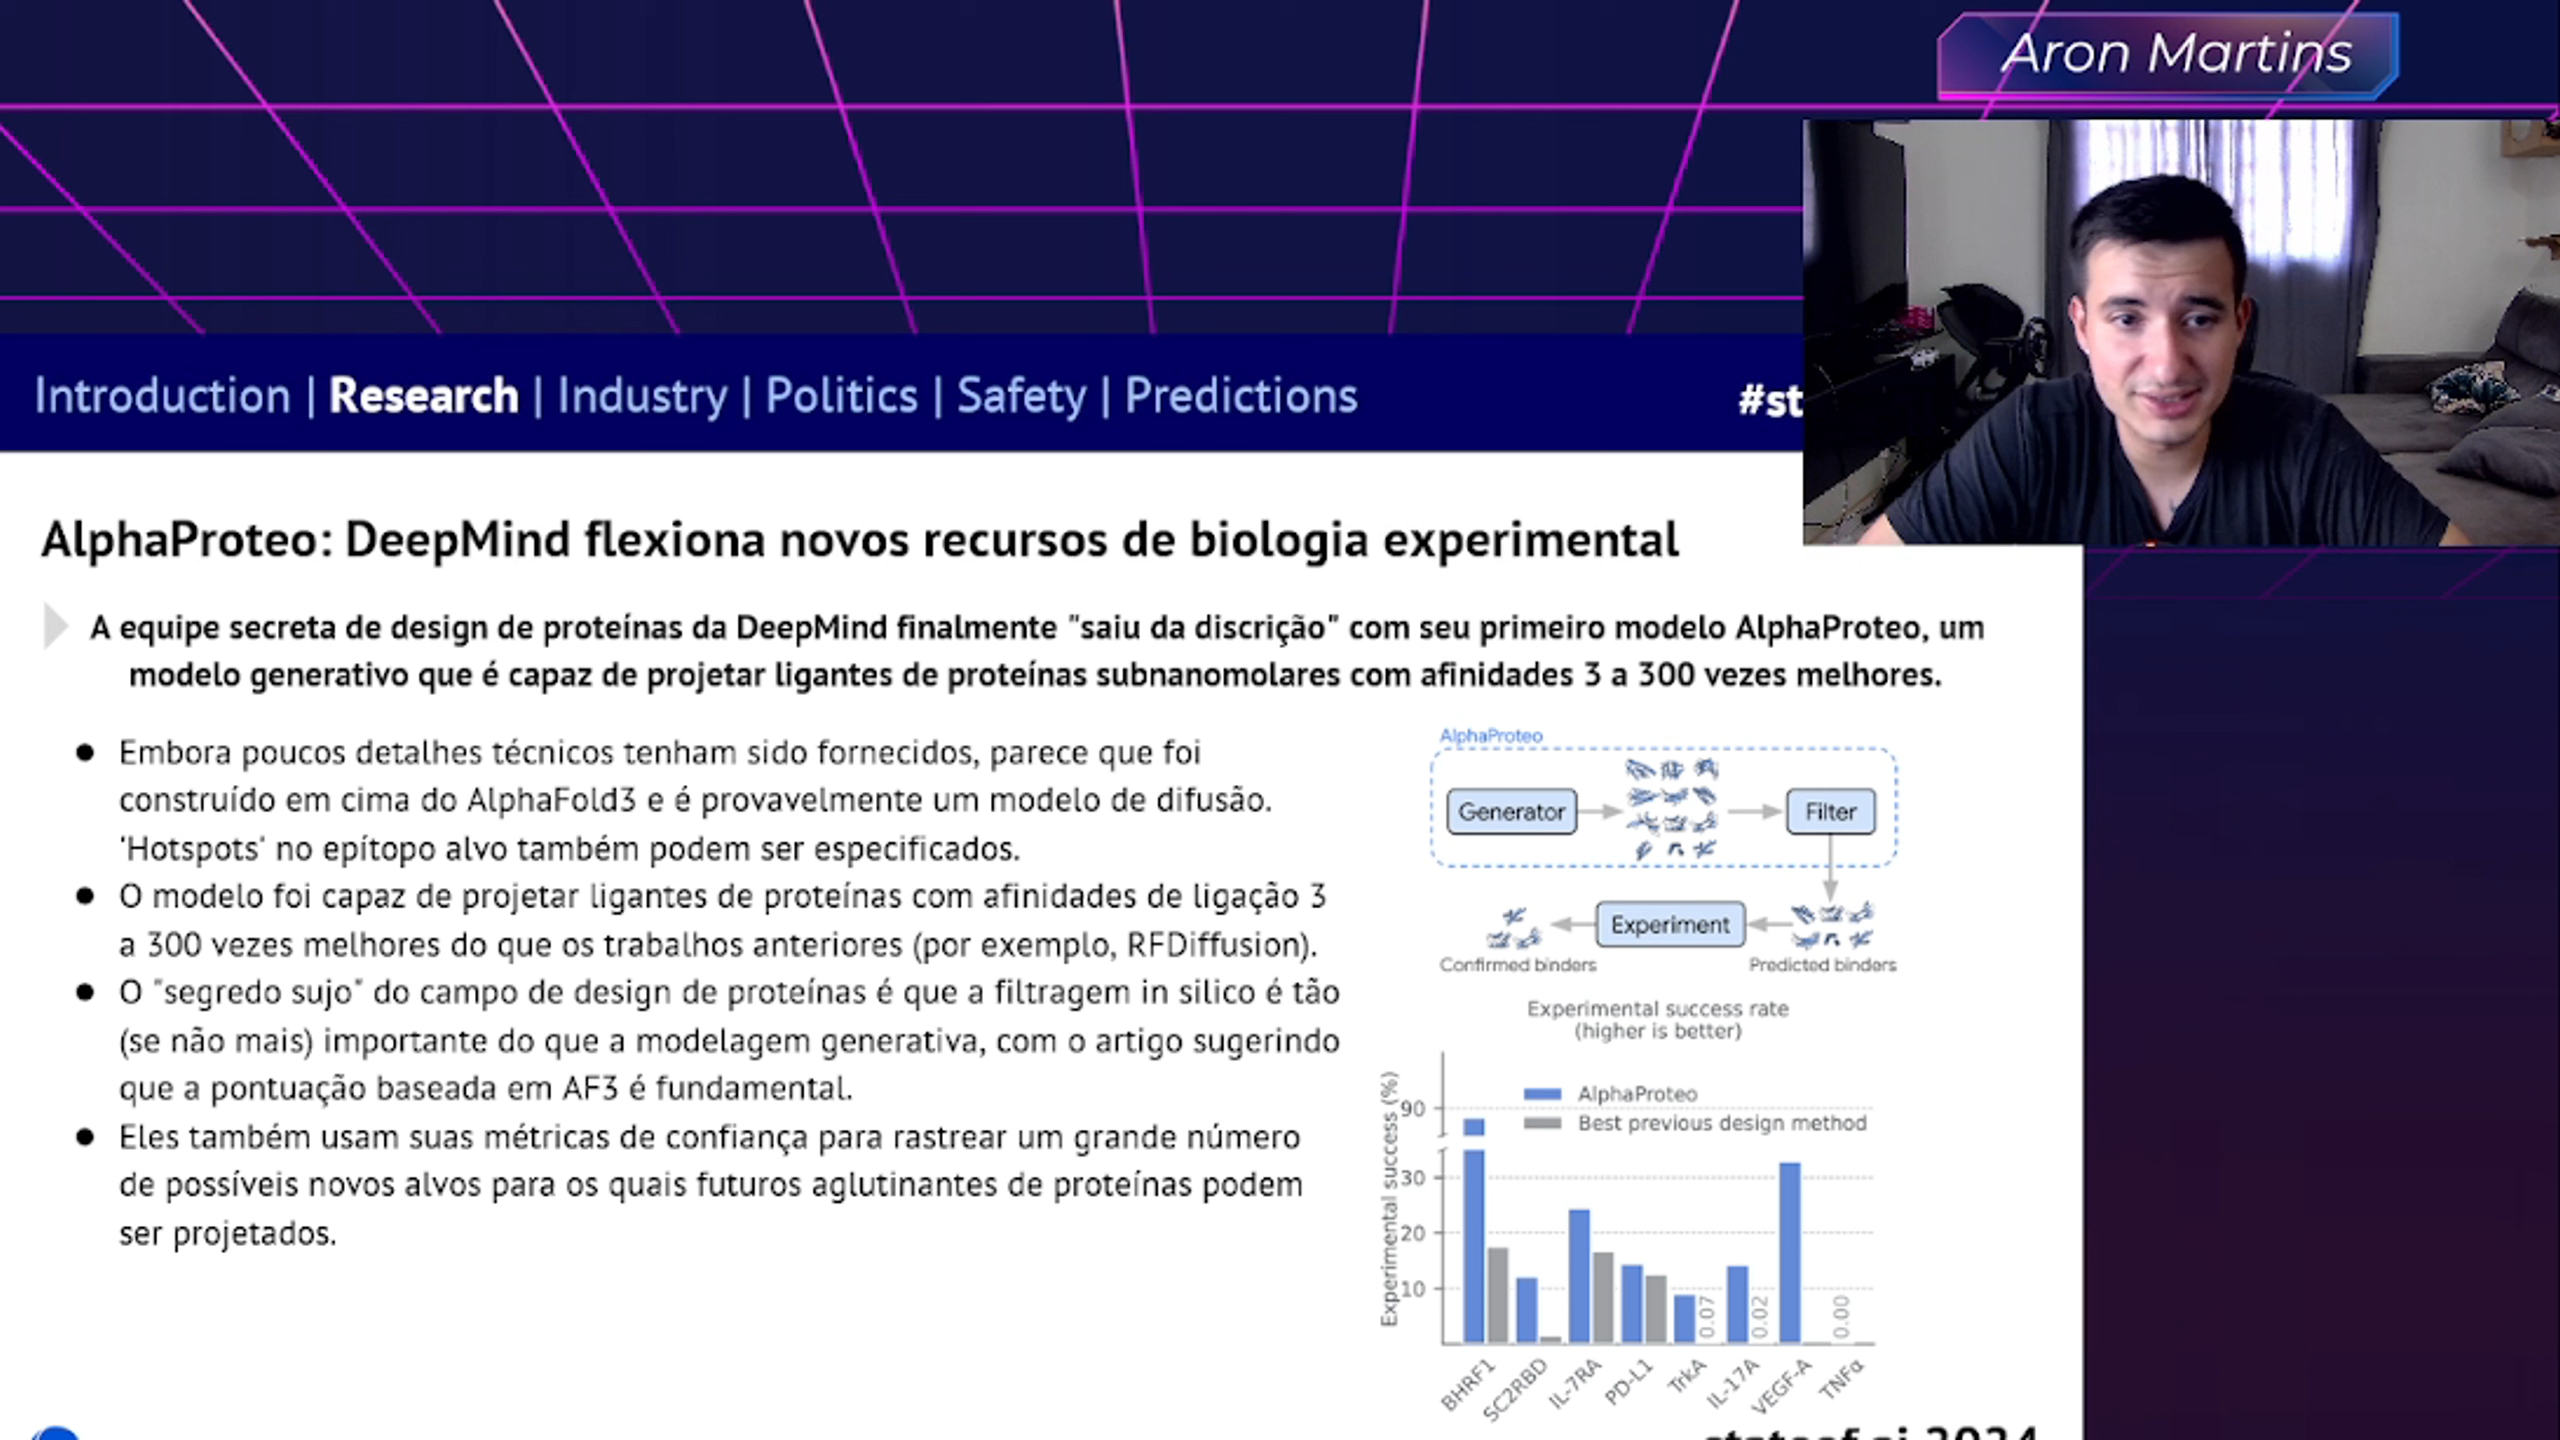 Aron Martins
Introduction | Research | Industry | Politics | Safety | Predictions
#st
AlphaProteo: DeepMind flexiona novos recursos de biologia experimental
A equipe secreta de design de proteínas da DeepMind finalmente "saiu da discrição" com seu primeiro modelo AlphaProteo, um
modelo generativo que é capaz de projetar ligantes de proteínas subnanomolares com afinidades 3 a 300 vezes melhores.
● Embora poucos detalhes técnicos tenham sido fornecidos, parece que foi
construído em cima do AlphaFold3 e é provavelmente um modelo de difusão.
'Hotspots' no epítopo alvo também podem ser especificados.
● O modelo foi capaz de projetar ligantes de proteínas com afinidades de ligação 3
a 300 vezes melhores do que os trabalhos anteriores (por exemplo, RFDiffusion).
● O "segredo sujo" do campo de design de proteínas é que a filtragem in silico é tão
(se não mais) importante do que a modelagem generativa, com o artigo sugerindo
que a pontuação baseada em AF3 é fundamental.
● Eles também usam suas métricas de confiança para rastrear um grande número
de possíveis novos alvos para os quais futuros aglutinantes de proteínas podem
ser projetados.
AlphaProteo
Generator
Filter
Experiment
Confirmed binders
Predicted binders
Experimental success rate
(higher is better)
Experimental success (%)
90
30
20
10
AlphaProteo
Best previous design method
0.07
0.02
0.00
BHRF1
SC2RBD
IL-7RA
PD-L1
TrkA
IL-17A
VEGF-A
TNFα
stateof.ai 2024